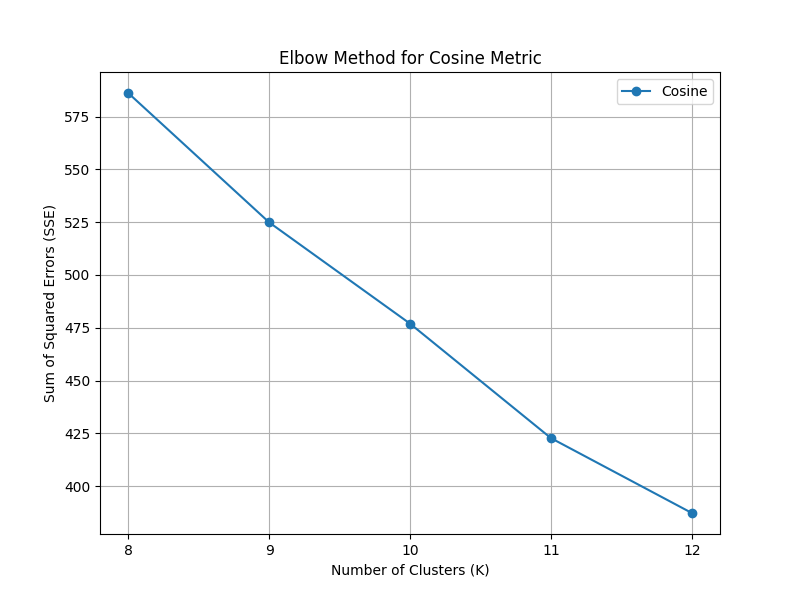 Elbow Method for Cosine Metric
Cosine
575
550
525
500
475
450
425
400
Sum of Squared Errors (SSE)
8 9 10 11 12
Number of Clusters (K)